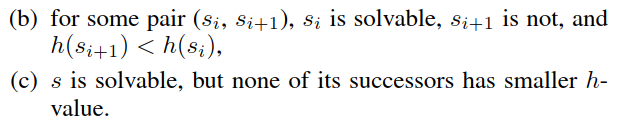 (b) for some pair (sᵢ, sᵢ₊₁), sᵢ is solvable, sᵢ₊₁ is not, and
h(sᵢ₊₁) < h(sᵢ),
(c) s is solvable, but none of its successors has smaller h-
value.